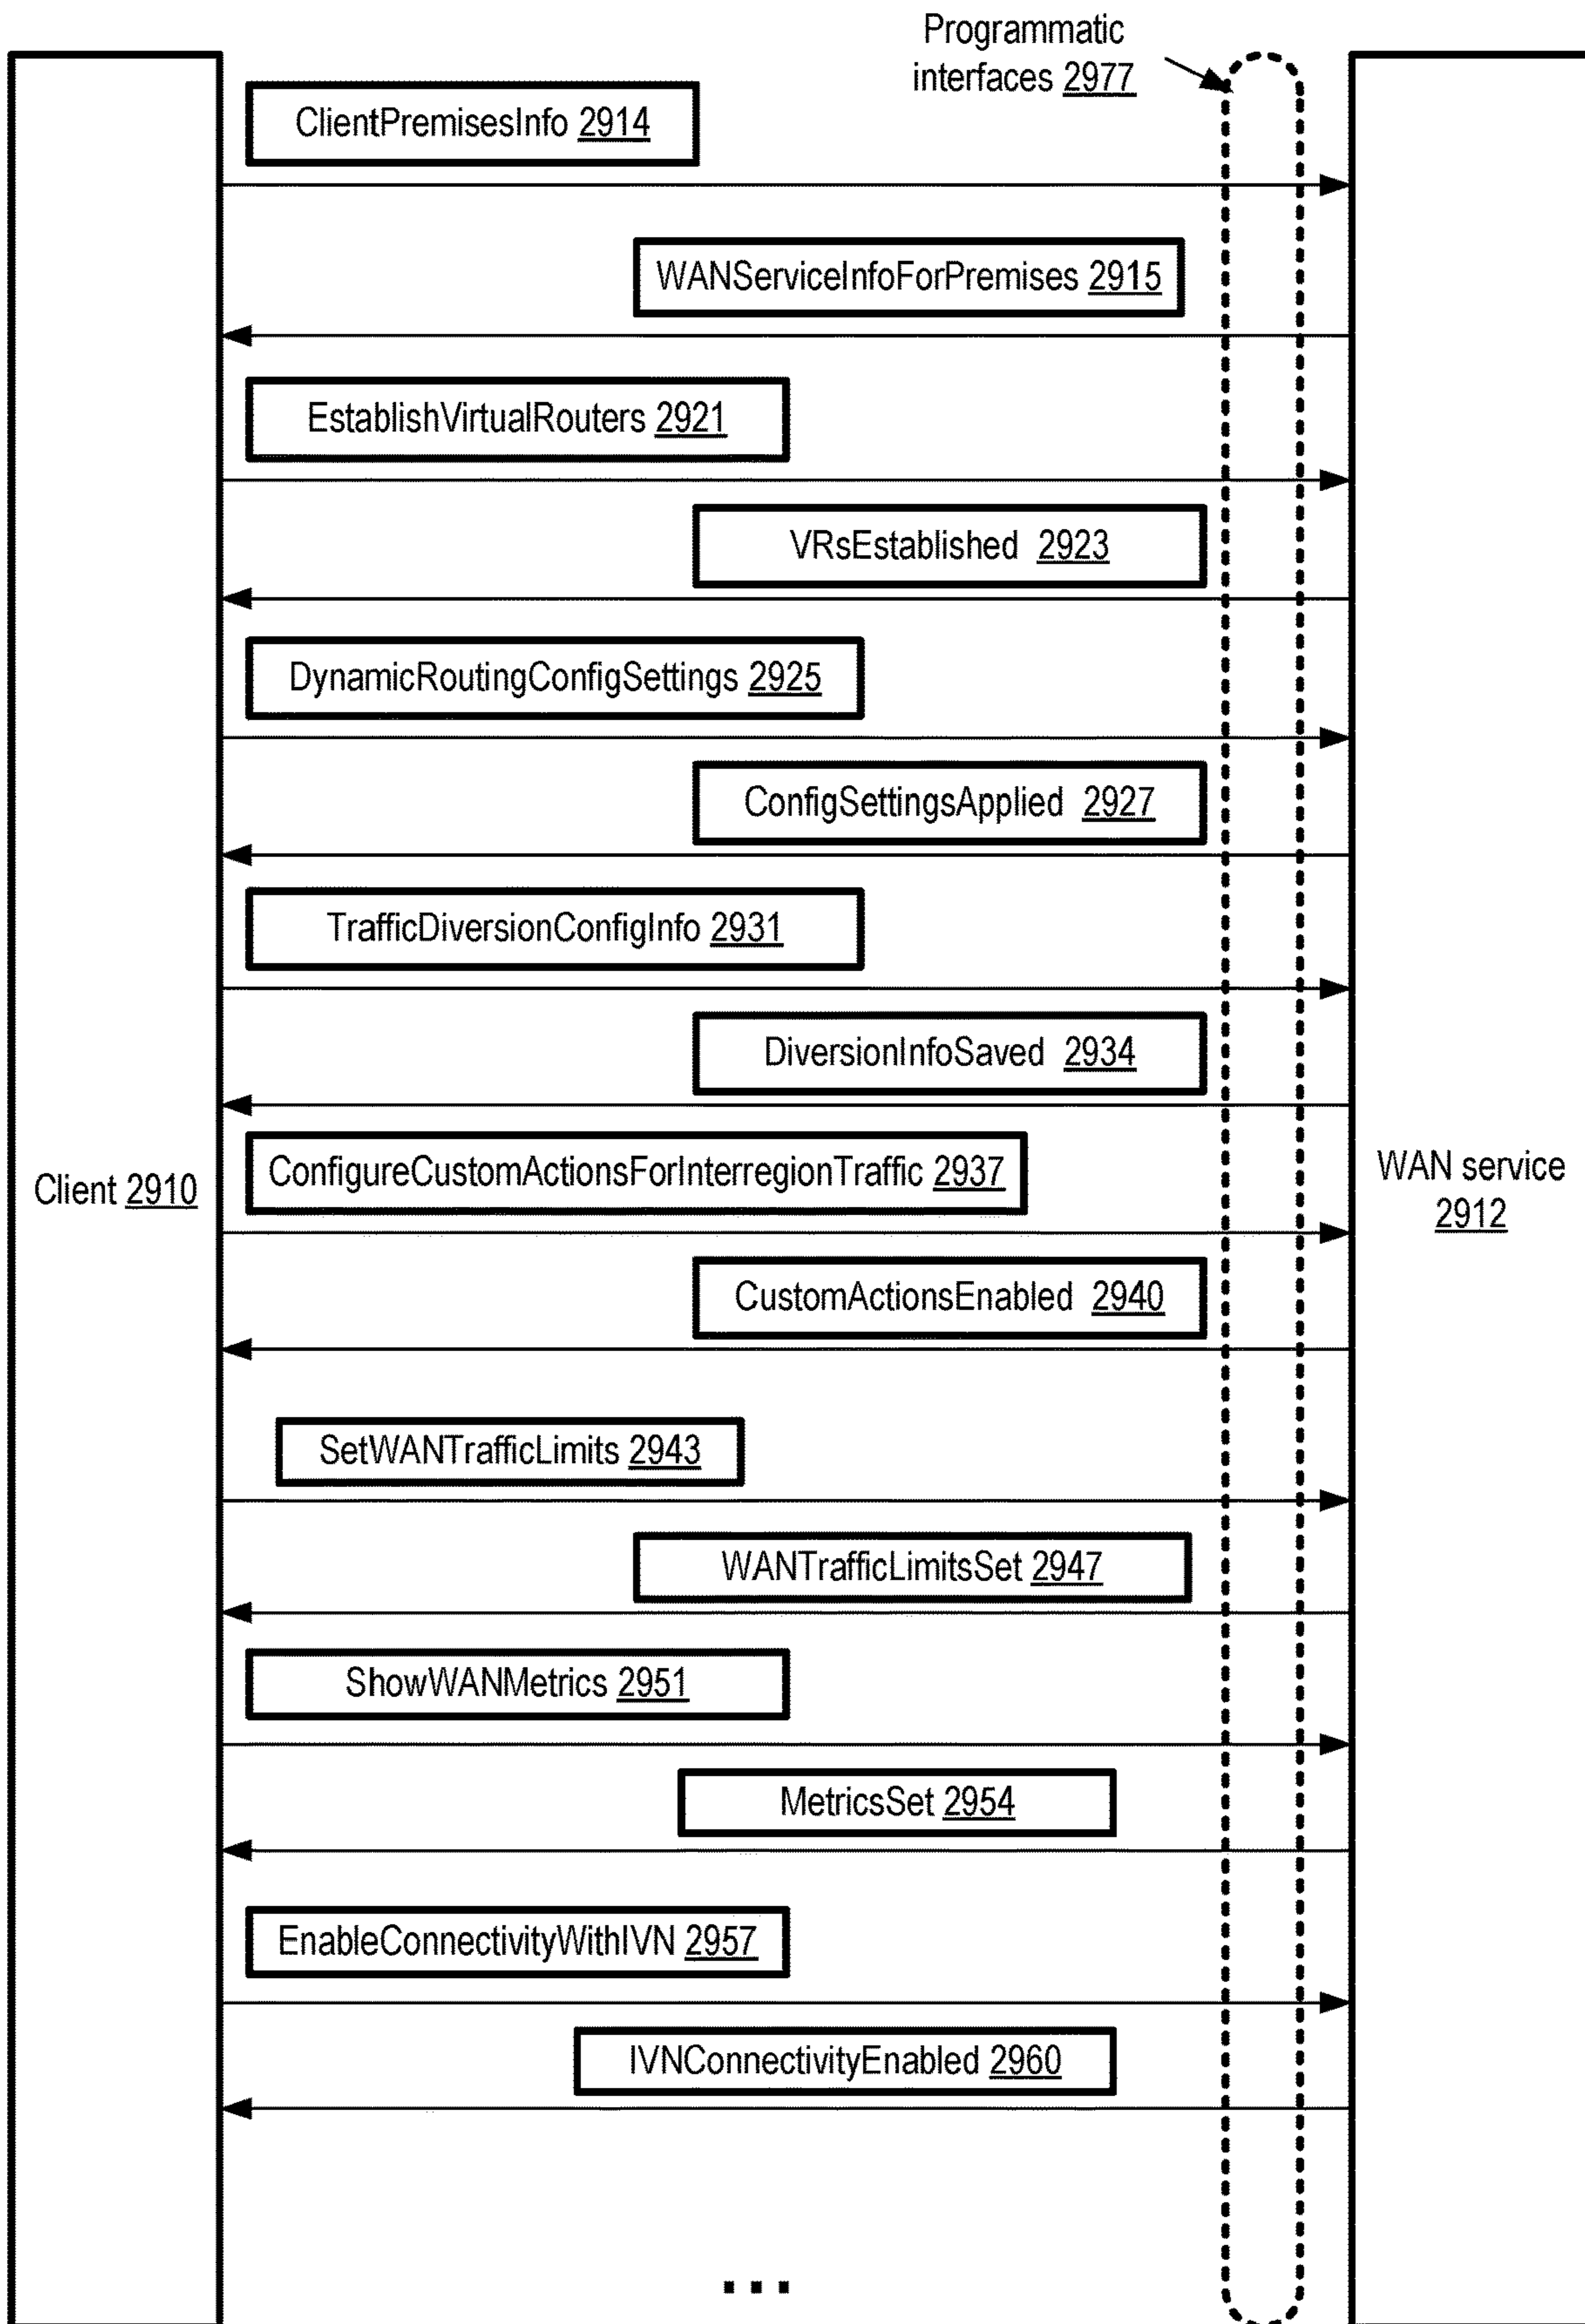 Programmatic
interfaces 2977
ClientPremisesInfo 2914
WANServiceInfoForPremises 2915
EstablishVirtualRouters 2921
VRsEstablished 2923
DynamicRoutingConfigSettings 2925
ConfigSettingsApplied 2927
TrafficDiversionConfigInfo 2931
DiversionInfoSaved 2934
Client 2910
ConfigureCustomActionsForInterregionTraffic 2937
WAN service
2912
CustomActionsEnabled 2940
SetWANTrafficLimits 2943
WANTrafficLimitsSet 2947
ShowWANMetrics 2951
MetricsSet 2954
EnableConnectivityWithIVN 2957
IVNConnectivityEnabled 2960
...